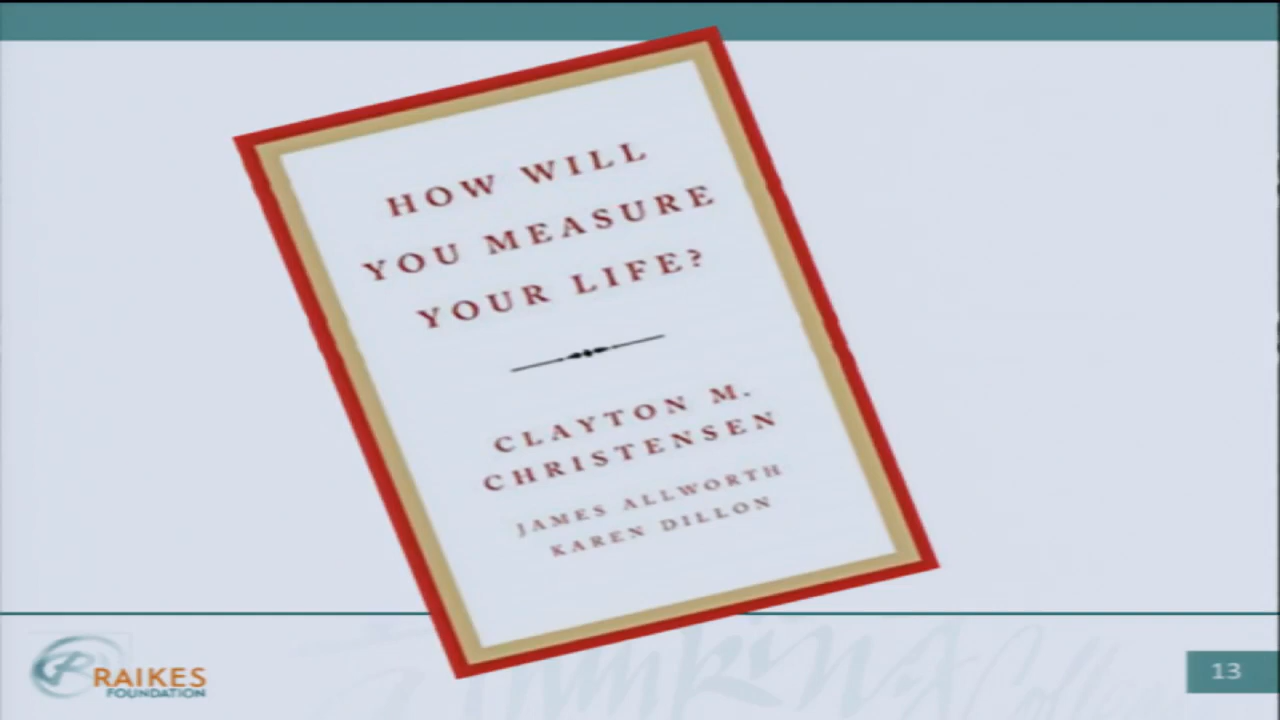 HOW WILL
YOU MEASURE
YOUR LIFE?
CLAYTON M.
CHRISTENSEN
JAMES ALLWORTH
KAREN DILLON
RAIKES
FOUNDATION
13